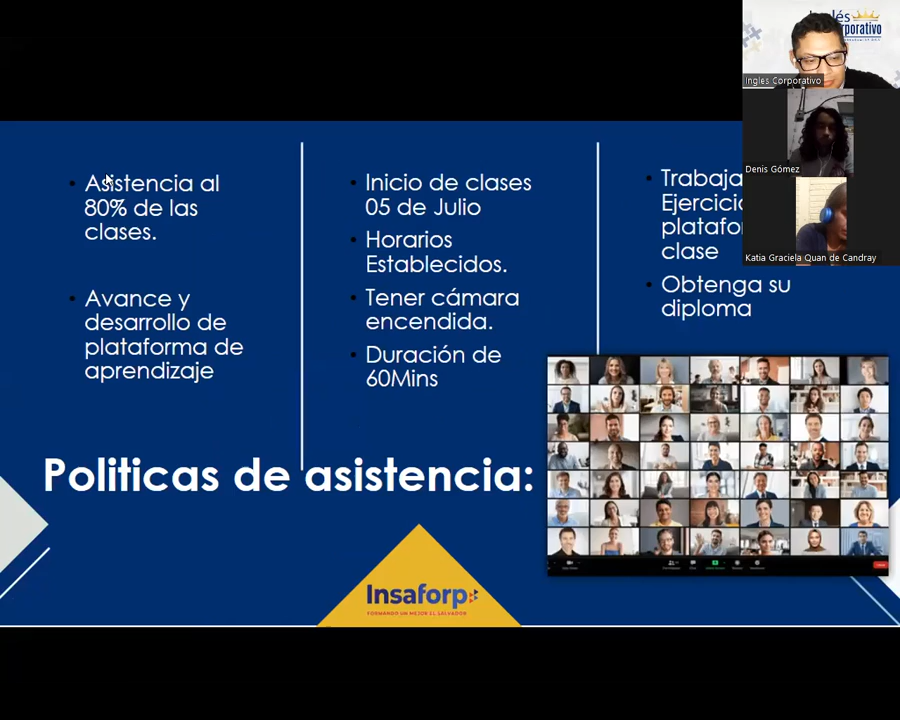 Asistencia al
80% de las
clases.
Avance y
desarrollo de
plataforma de
aprendizaje
Inicio de clases
05 de Julio
Horarios
Establecidos.
Tener cámara
encendida.
Duración de
60Mins
Trabaja
Ejercicio
platafor
clase
Obtenga su
diploma
Politicas de asistencia:
Insaforp
FORMANDO UN MEJOR EL SALVADOR
Ingles Corporativo
Denis Gómez
Katia Graciela Quan de Candray